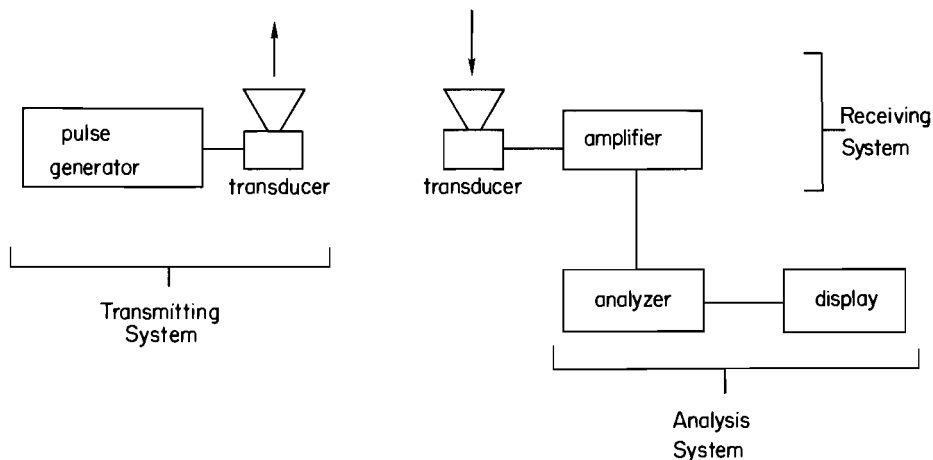 pulse
generator
transducer
Transmitting
System
transducer
amplifier
Receiving
System
analyzer
display
Analysis
System